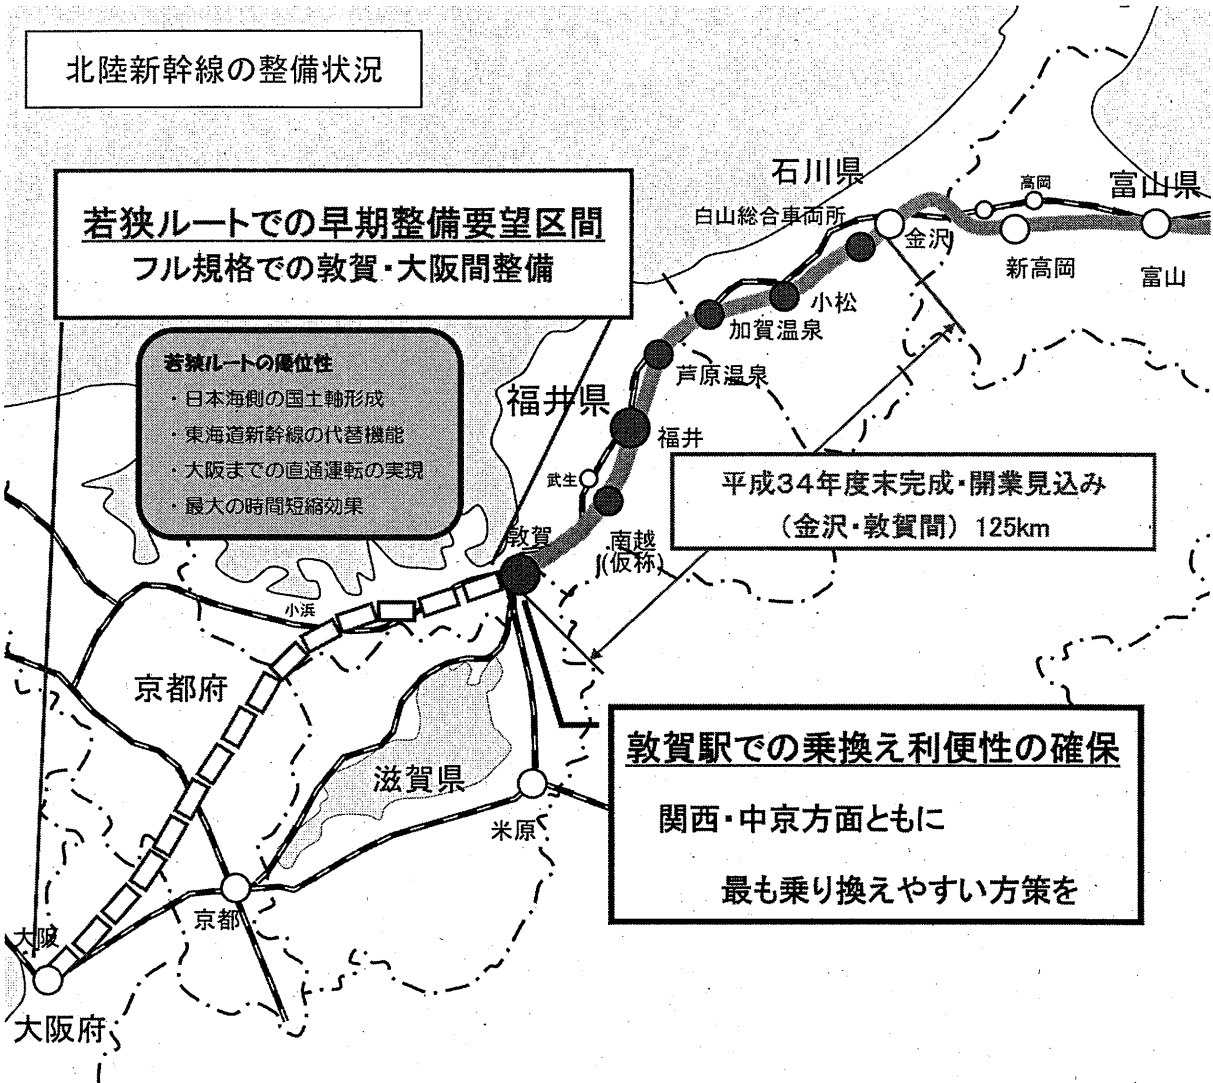 北陸新幹線の整備状況
石川県
富山県
高岡
白山総合車両所
金沢
新高岡
富山
若狭ルートでの早期整備要望区間
フル規格での敦賀・大阪間整備
小松
加賀温泉
芦原温泉
若狭ルートの優位性
・日本海側の国土軸形成
・東海道新幹線の代替機能
・大阪までの直通運転の実現
・最大の時間短縮効果
福井県
福井
武生
平成34年度末完成・開業見込み
(金沢・敦賀間) 125km
敦賀
南越
(仮称)
小浜
京都府
滋賀県
米原
敦賀駅での乗換え利便性の確保
関西・中京方面ともに
最も乗り換えやすい方策を
京都
大阪
大阪府